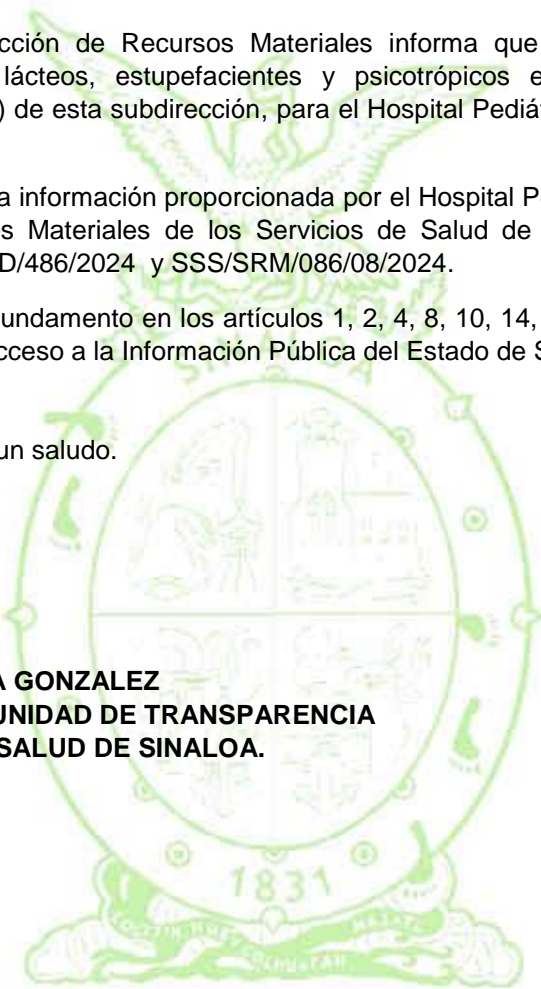 cción de Recursos Materiales informa que
lácteos, estupefacientes y psicotrópicos e
) de esta subdirección, para el Hospital Pediá
a información proporcionada por el Hospital P
s Materiales de los Servicios de Salud de
D/486/2024 y SSS/SRM/086/08/2024.
undamento en los artículos 1, 2, 4, 8, 10, 14,
cceso a la Información Pública del Estado de S
un saludo.
SINALOA
A GONZALEZ
UNIDAD DE TRANSPARENCIA
SALUD DE SINALOA.
1831